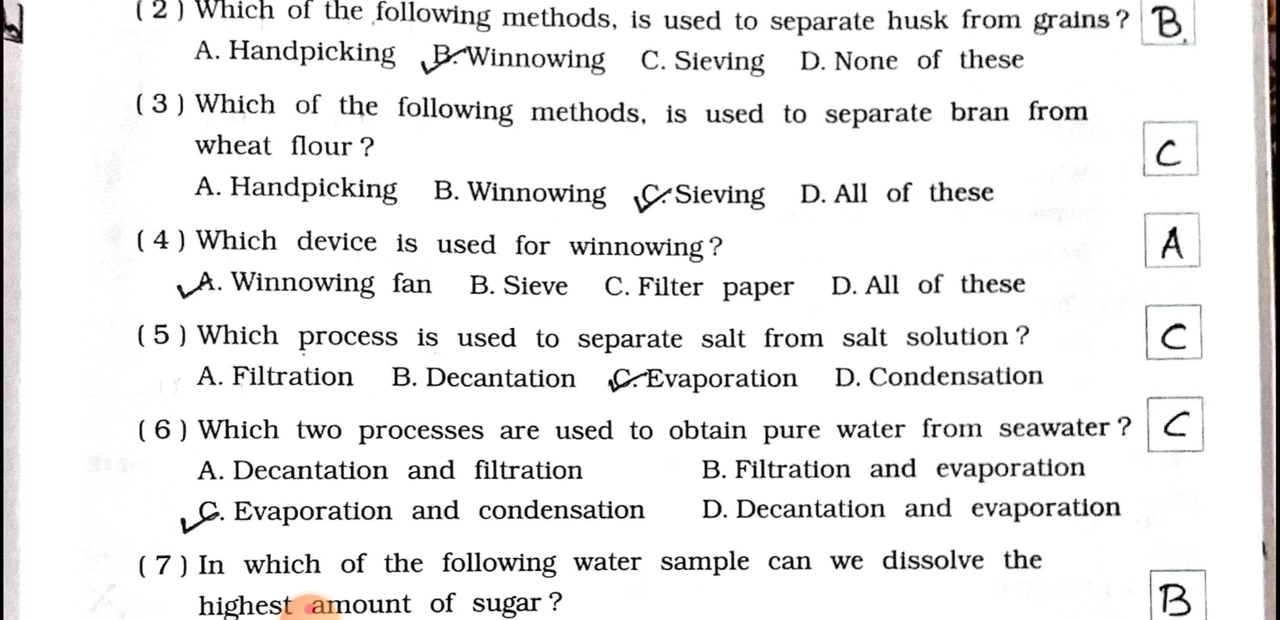 ( 2 ) Which of the following methods, is used to separate husk from grains ? B.
A. Handpicking B. Winnowing C. Sieving D. None of these
( 3 ) Which of the following methods, is used to separate bran from
wheat flour ? C
A. Handpicking B. Winnowing C. Sieving D. All of these
( 4 ) Which device is used for winnowing ? A
A. Winnowing fan B. Sieve C. Filter paper D. All of these
( 5 ) Which process is used to separate salt from salt solution ? C
A. Filtration B. Decantation C. Evaporation D. Condensation
( 6 ) Which two processes are used to obtain pure water from seawater ? C
A. Decantation and filtration B. Filtration and evaporation
C. Evaporation and condensation D. Decantation and evaporation
( 7 ) In which of the following water sample can we dissolve the
highest amount of sugar ? B